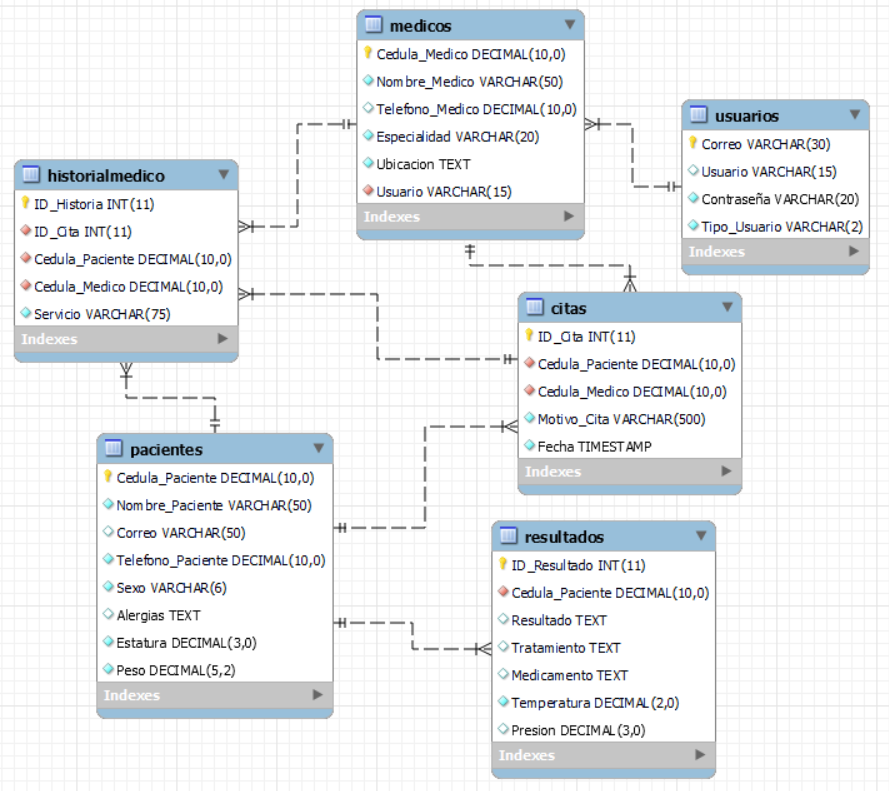 medicos
Cedula_Medico DECIMAL(10,0)
Nombre_Medico VARCHAR(50)
Telefono_Medico DECIMAL(10,0)
Especialidad VARCHAR(20)
Ubicacion TEXT
Usuario VARCHAR(15)
Indexes
usuarios
Correo VARCHAR(30)
Usuario VARCHAR(15)
Contraseña VARCHAR(20)
Tipo_Usuario VARCHAR(2)
Indexes
historialmedico
ID_Historia INT(11)
ID_Cita INT(11)
Cedula_Paciente DECIMAL(10,0)
Cedula_Medico DECIMAL(10,0)
Servicio VARCHAR(75)
Indexes
citas
ID_Cita INT(11)
Cedula_Paciente DECIMAL(10,0)
Cedula_Medico DECIMAL(10,0)
Motivo_Cita VARCHAR(500)
Fecha TIMESTAMP
Indexes
pacientes
Cedula_Paciente DECIMAL(10,0)
Nombre_Paciente VARCHAR(50)
Correo VARCHAR(50)
Telefono_Paciente DECIMAL(10,0)
Sexo VARCHAR(6)
Alergias TEXT
Estatura DECIMAL(3,0)
Peso DECIMAL(5,2)
Indexes
resultados
ID_Resultado INT(11)
Cedula_Paciente DECIMAL(10,0)
Resultado TEXT
Tratamiento TEXT
Medicamento TEXT
Temperatura DECIMAL(2,0)
Presion DECIMAL(3,0)
Indexes